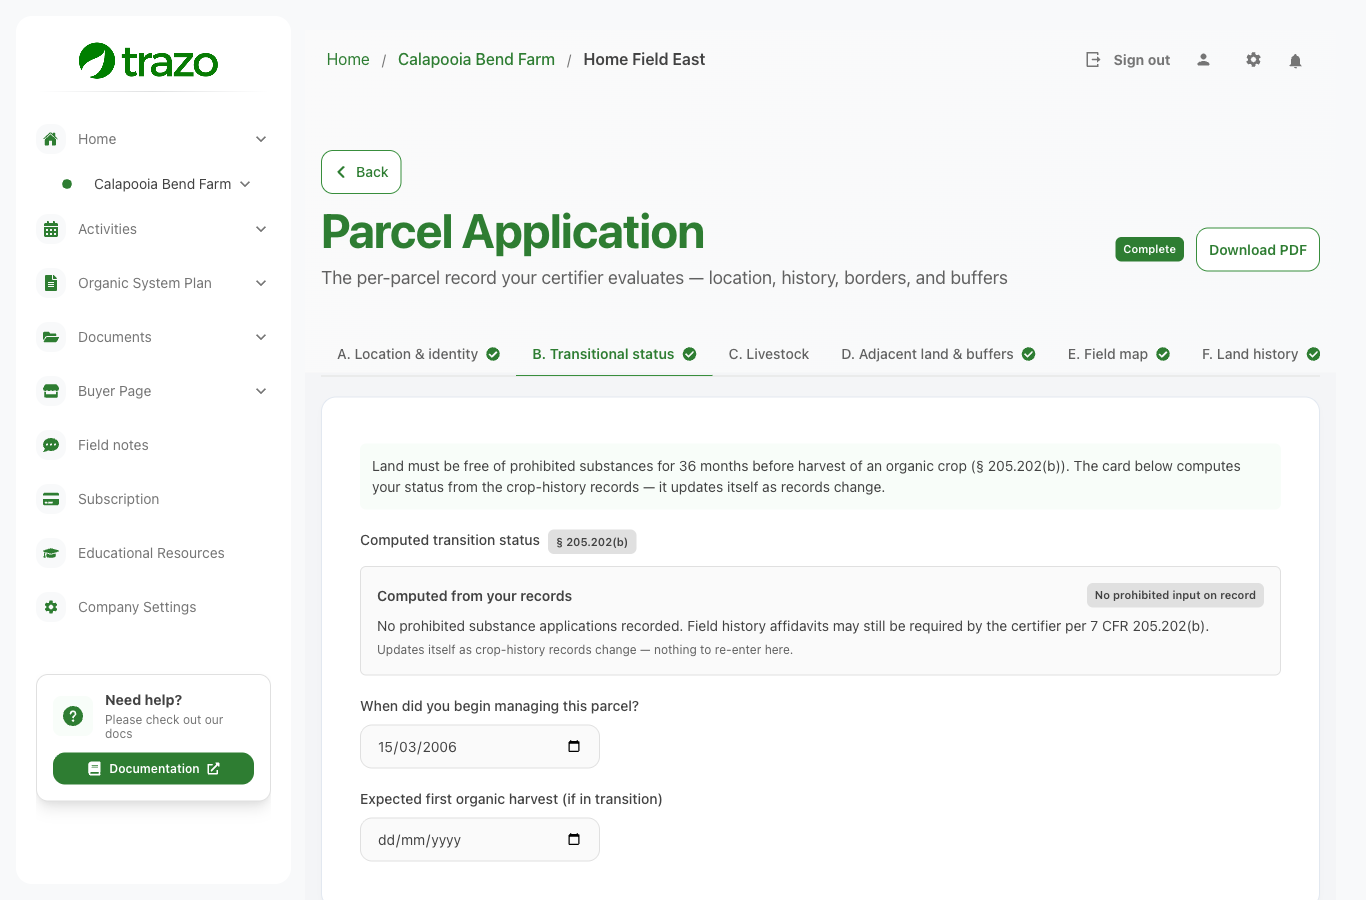 trazo
Home / Calapooia Bend Farm / Home Field East
Sign out
Home
Calapooia Bend Farm
Activities
Organic System Plan
Documents
Buyer Page
Field notes
Subscription
Educational Resources
Company Settings
Need help?
Please check out our
docs
Documentation
Back
Parcel Application
The per-parcel record your certifier evaluates — location, history, borders, and buffers
Complete
Download PDF
A. Location & identity
B. Transitional status
C. Livestock
D. Adjacent land & buffers
E. Field map
F. Land history
Land must be free of prohibited substances for 36 months before harvest of an organic crop (§ 205.202(b)). The card below computes
your status from the crop-history records — it updates itself as records change.
Computed transition status § 205.202(b)
Computed from your records
No prohibited input on record
No prohibited substance applications recorded. Field history affidavits may still be required by the certifier per 7 CFR 205.202(b).
Updates itself as crop-history records change — nothing to re-enter here.
When did you begin managing this parcel?
15/03/2006
Expected first organic harvest (if in transition)
dd/mm/yyyy